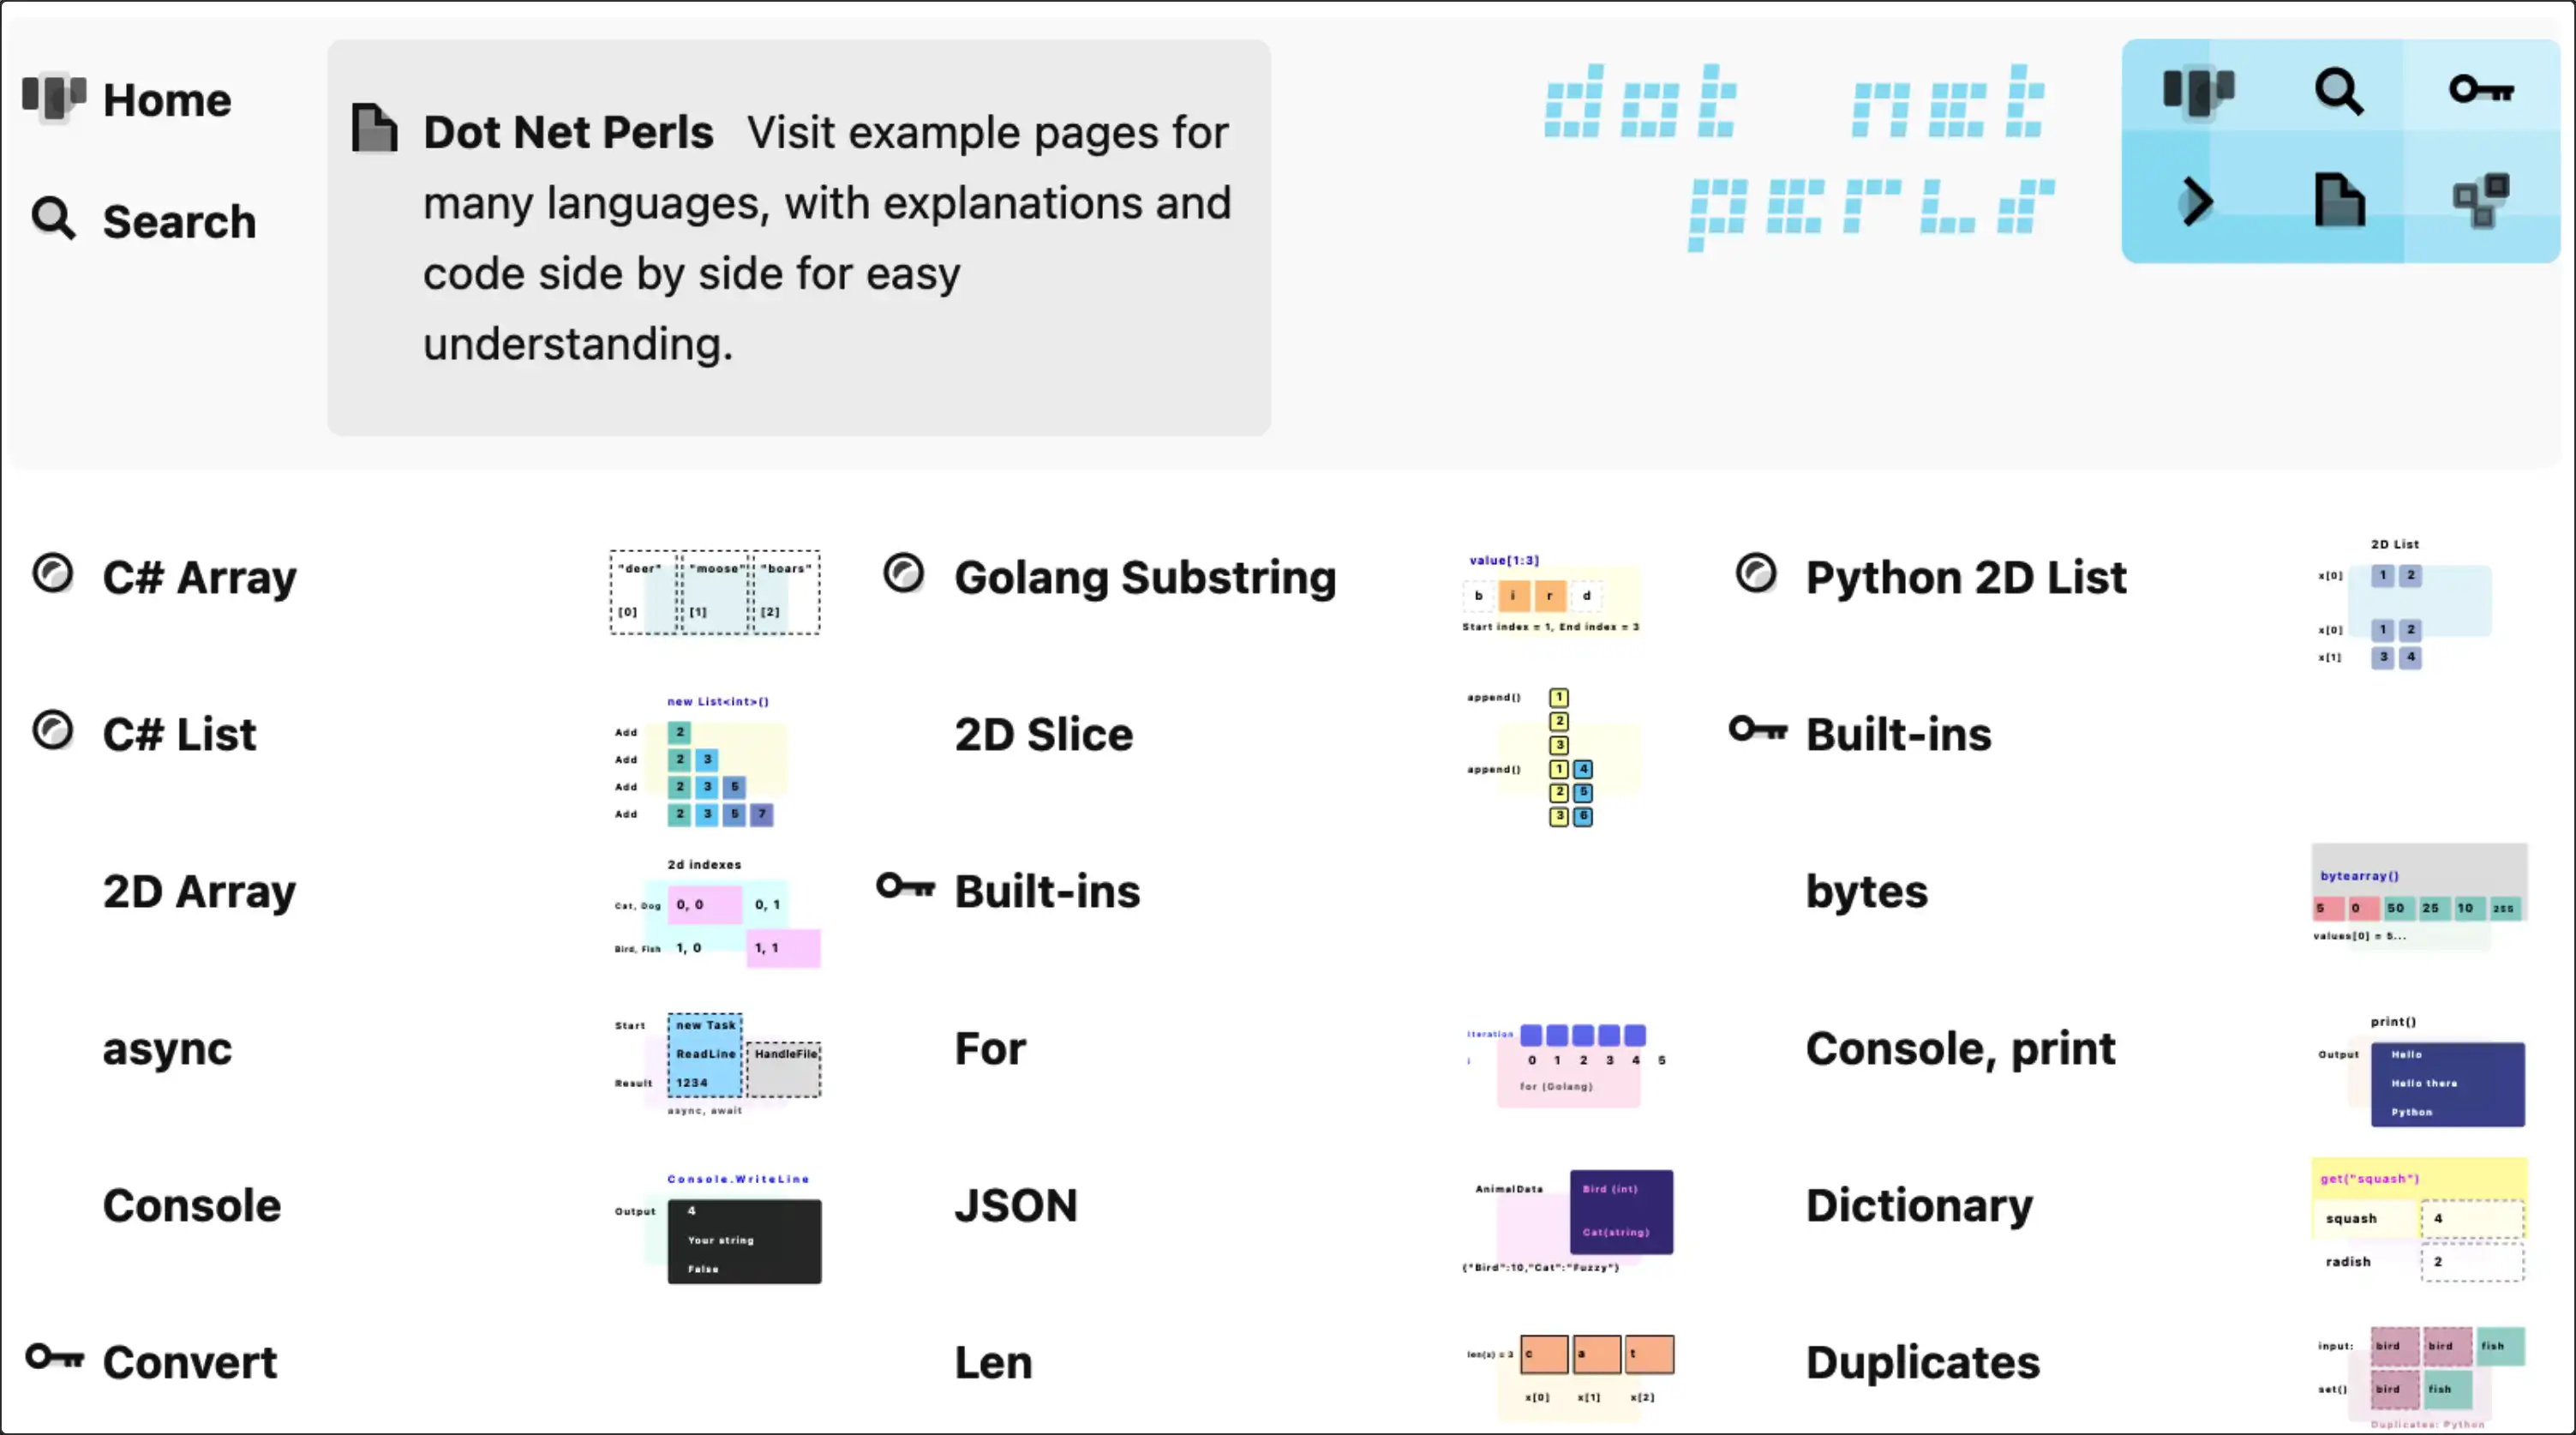 Home
Search
Dot Net Perls Visit example pages for
many languages, with explanations and
code side by side for easy
understanding.
dot net
perls
C# Array
"deer" "moose" "boars"
[0] [1] [2]
Golang Substring
value[1:3]
b i r d
Start index = 1, End index = 3
Python 2D List
2D List
x[0] 1 2
x[0] 1 2
x[1] 3 4
C# List
new List<int>()
Add 2
Add 2 3
Add 2 3 5
Add 2 3 5 7
2D Slice
append() 1
2
3
append() 1 4
2 5
3 6
Built-ins
2D Array
2d indexes
Cat, Dog 0, 0 0, 1
Bird, Fish 1, 0 1, 1
Built-ins
bytes
bytearray()
5 0 50 25 10 255
values[0] = 5...
async
Start new Task
ReadLine HandleFile
Result 1234
async, await
For
iteration
0 1 2 3 4 5
for (Golang)
Console, print
print()
Output Hello
Hello there
Python
Console
Console.WriteLine
Output 4
Your string
False
JSON
AnimalData Bird (int)
Cat(string)
{"Bird":10,"Cat":"Fuzzy"}
Dictionary
get("squash")
squash 4
radish 2
Convert
Len
len(x) = 3 c a t
x[0] x[1] x[2]
Duplicates
input: bird bird fish
set() bird fish
Duplicates: Python